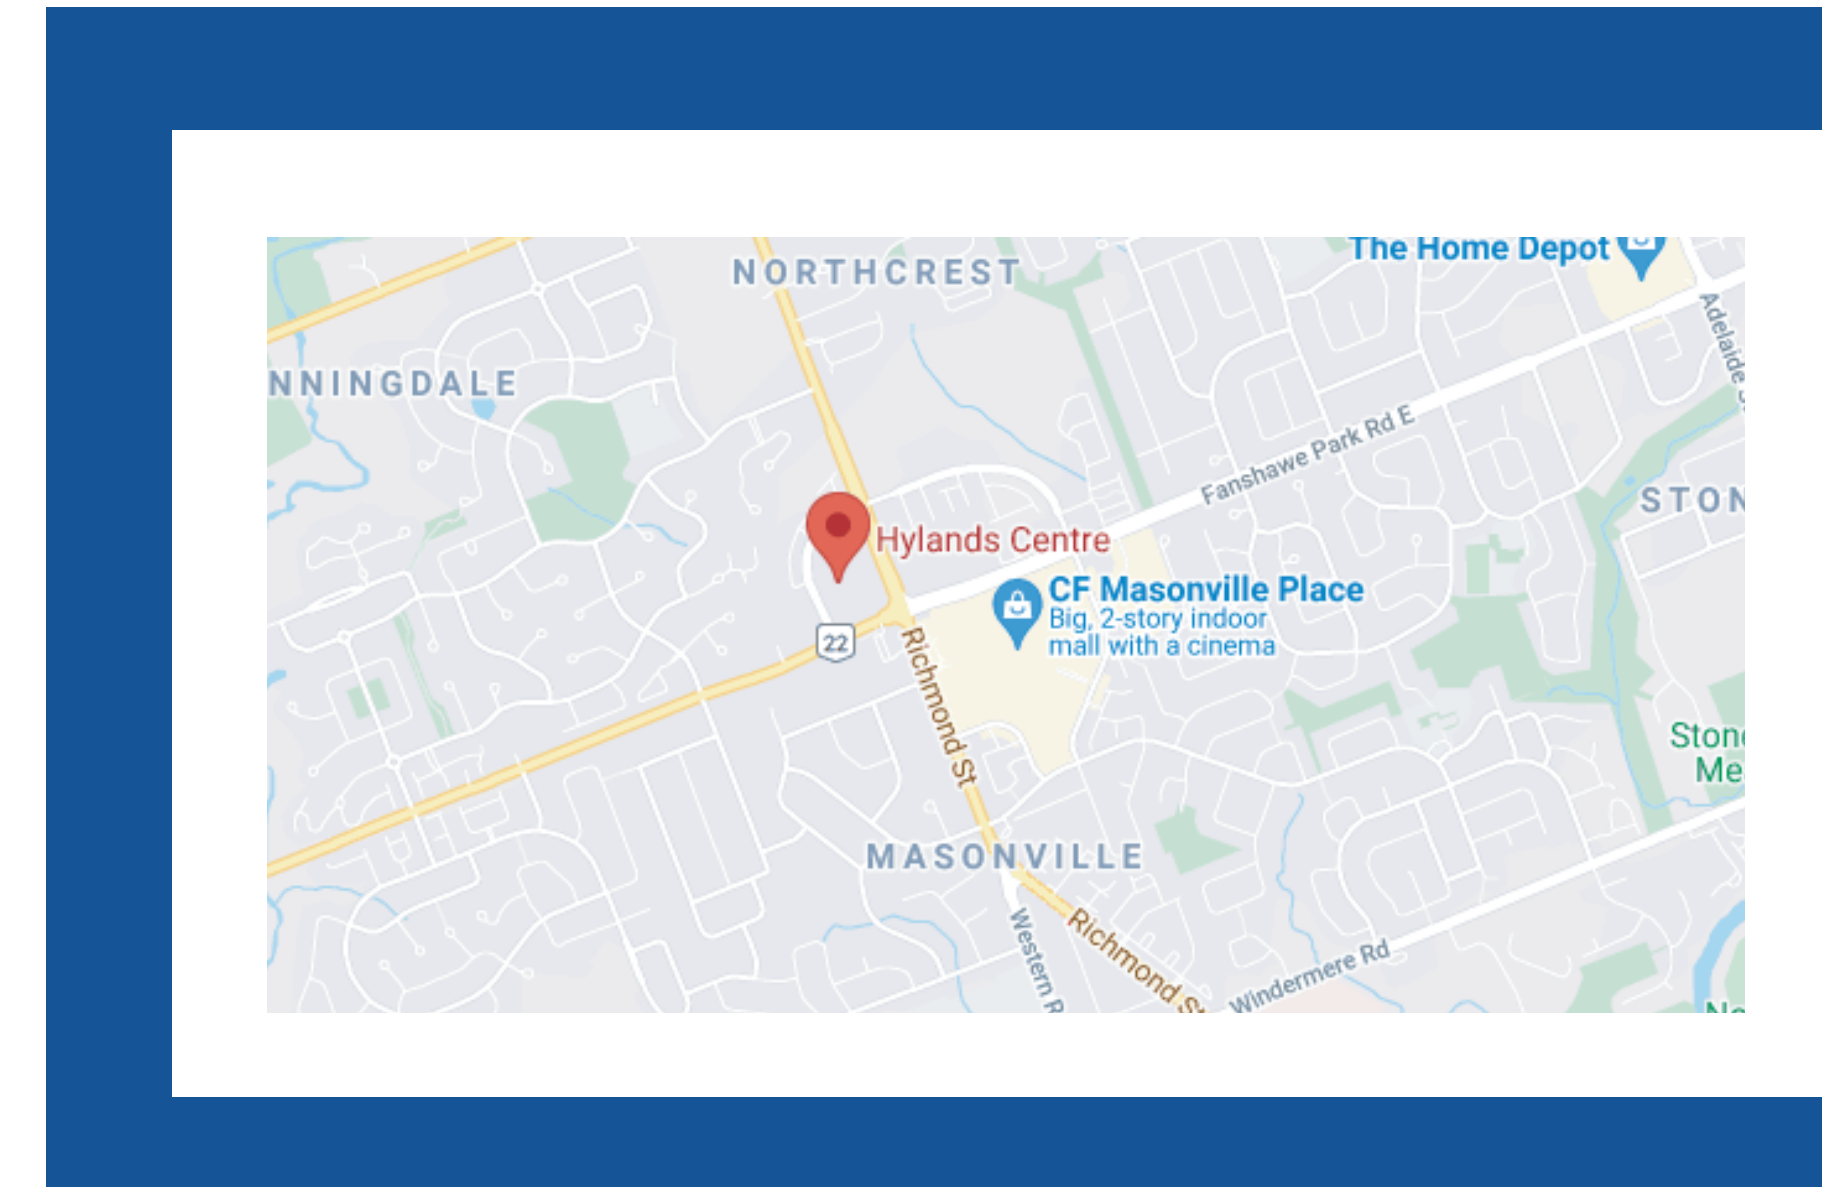 The Home Depot
NORTHCREST
Adelaide
NNINGDALE
Fanshawe Park Rd E
STON
Hylands Centre
CF Masonville Place
Big, 2-story indoor
mall with a cinema
22
Richmond St
Ston
Me
MASONVILLE
Western R
Richmond St
Windermere Rd